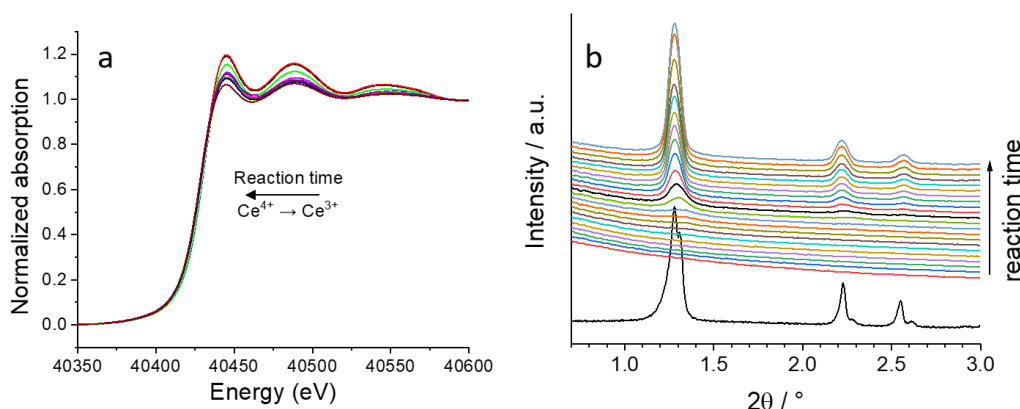 a
Normalized absorption
1.2
1.0
0.8
0.6
0.4
0.2
0.0
Reaction time
Ce⁴⁺ → Ce³⁺
40350 40400 40450 40500 40550 40600
Energy (eV)
b
Intensity / a.u.
reaction time
1.0 1.5 2.0 2.5 3.0
2θ / °